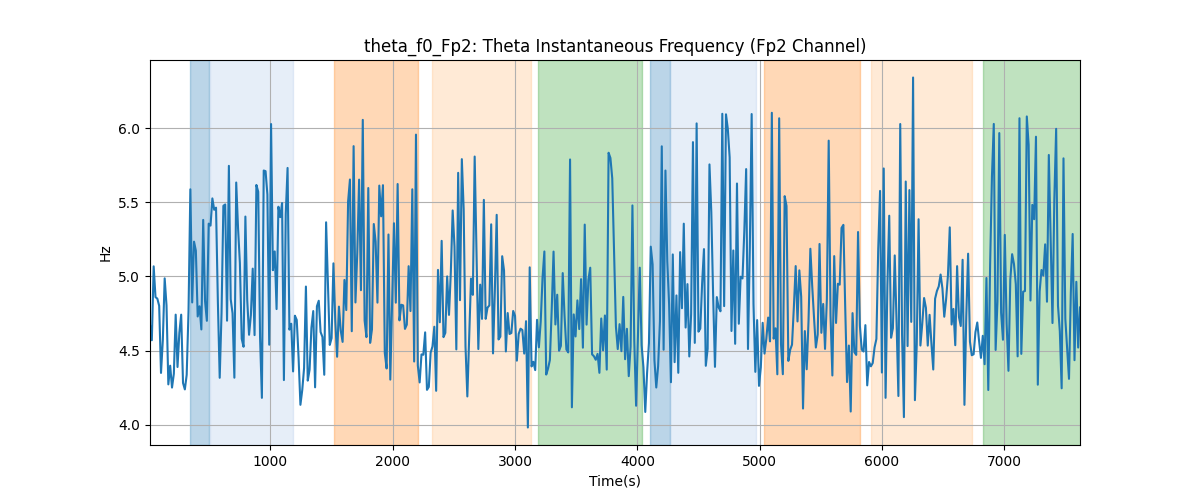 theta_f0_Fp2: Theta Instantaneous Frequency (Fp2 Channel)
Hz
6.0
5.5
5.0
4.5
4.0
1000 2000 3000 4000 5000 6000 7000
Time(s)